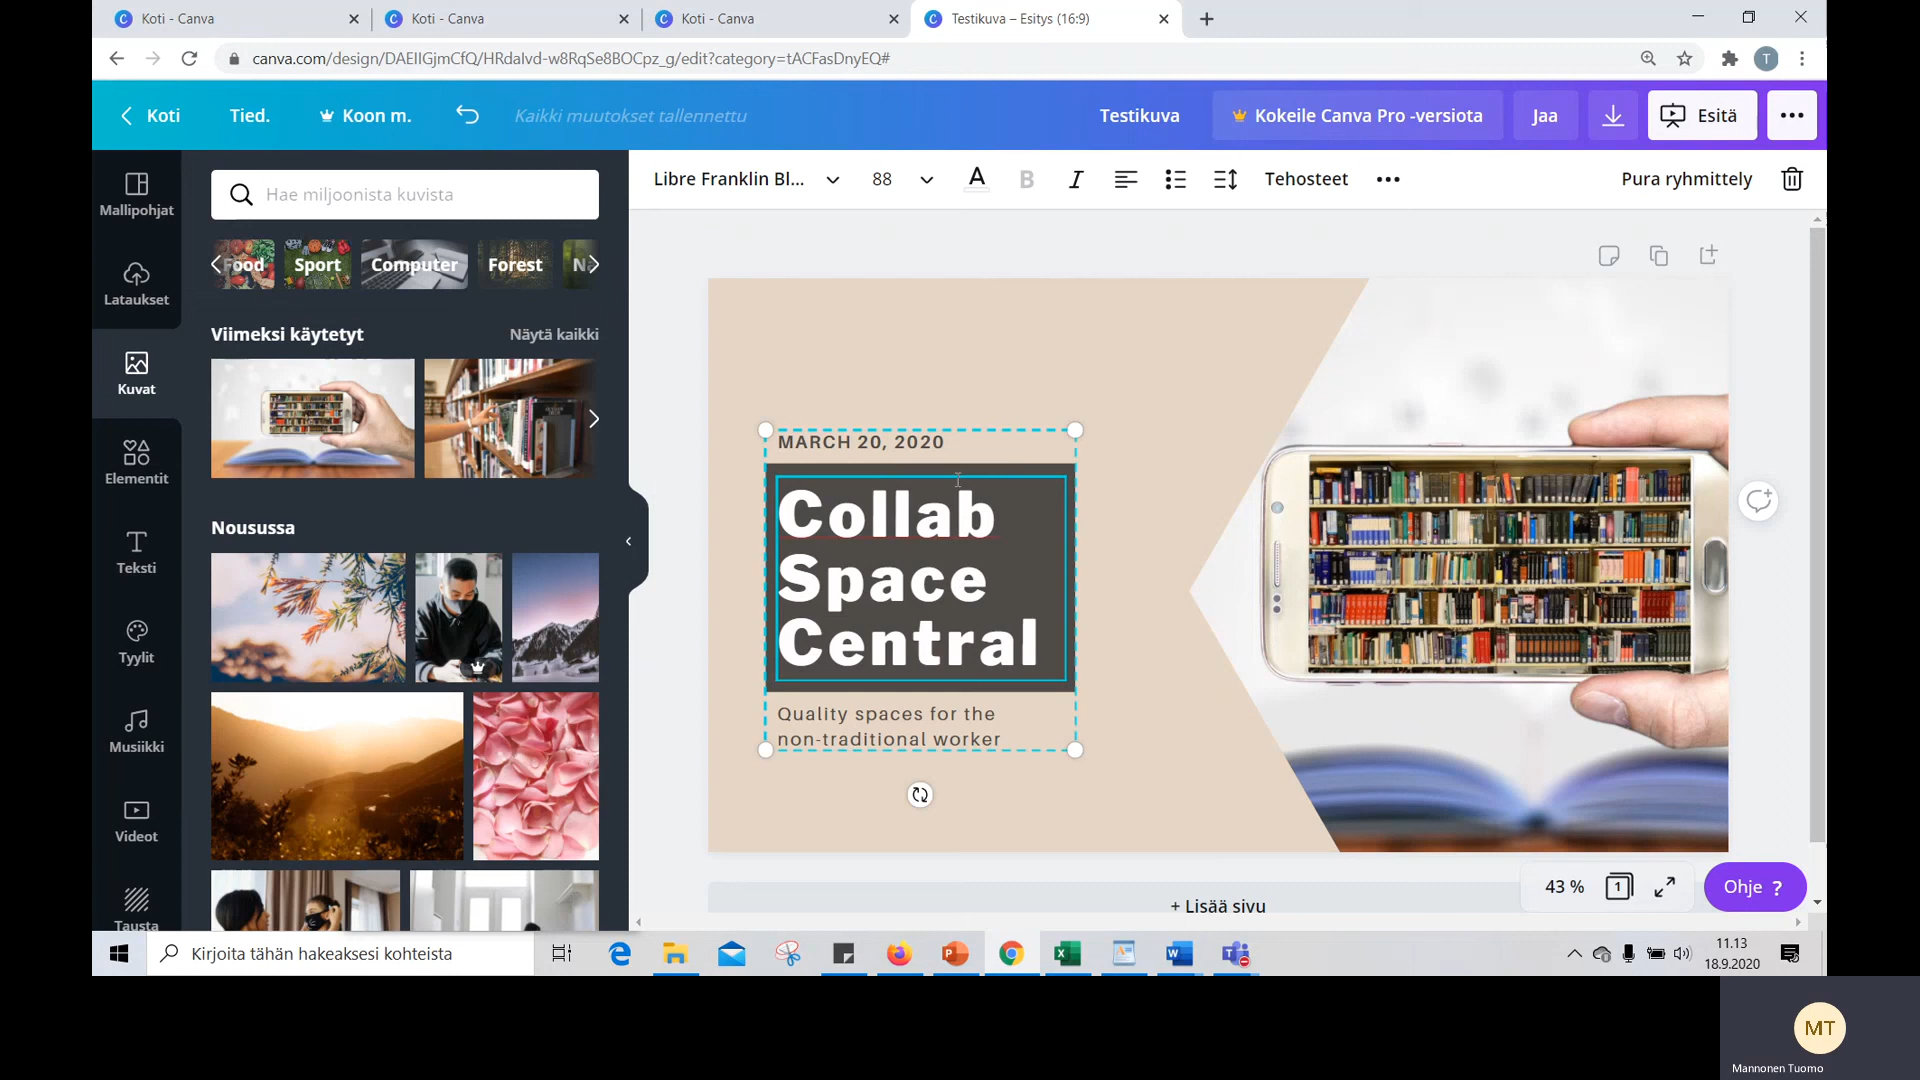 Koti - Canva
Koti - Canva
Koti - Canva
Testikuva – Esitys (16:9)
canva.com/design/DAEIIGjmCfQ/HRdalvd-w8RqSe8BOCpz_g/edit?category=tACFasDnyEQ#
T
Koti
Tied.
Koon m.
Kaikki muutokset tallennettu
Testikuva
Kokeile Canva Pro -versiota
Jaa
Esitä
Mallipohjat
Lataukset
Kuvat
Elementit
Teksti
Tyylit
Musiikki
Videot
Tausta
Hae miljoonista kuvista
Food
Sport
Computer
Forest
Viimeksi käytetyt
Näytä kaikki
Nousussa
Libre Franklin Bl...
88
A
B
I
Tehosteet
Pura ryhmittely
MARCH 20, 2020
Collab
Space
Central
Quality spaces for the
non-traditional worker
+ Lisää sivu
43 %
1
Ohje ?
Kirjoita tähän hakeaksesi kohteista
11.13
18.9.2020
MT
Mannonen Tuomo